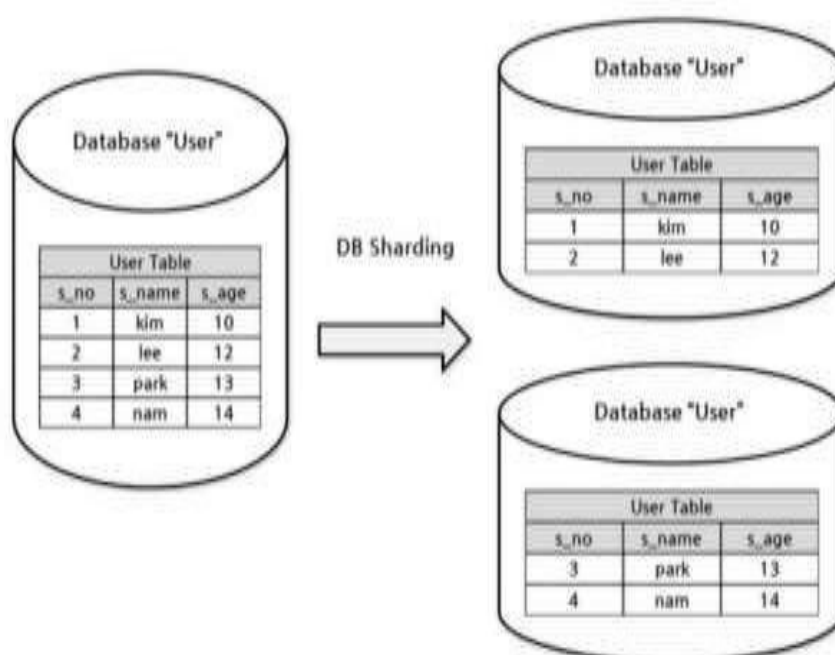 Database "User"
User Table
s_no s_name s_age
1 kim 10
2 lee 12
3 park 13
4 nam 14
DB Sharding
Database "User"
User Table
s_no s_name s_age
1 kim 10
2 lee 12
Database "User"
User Table
s_no s_name s_age
3 park 13
4 nam 14